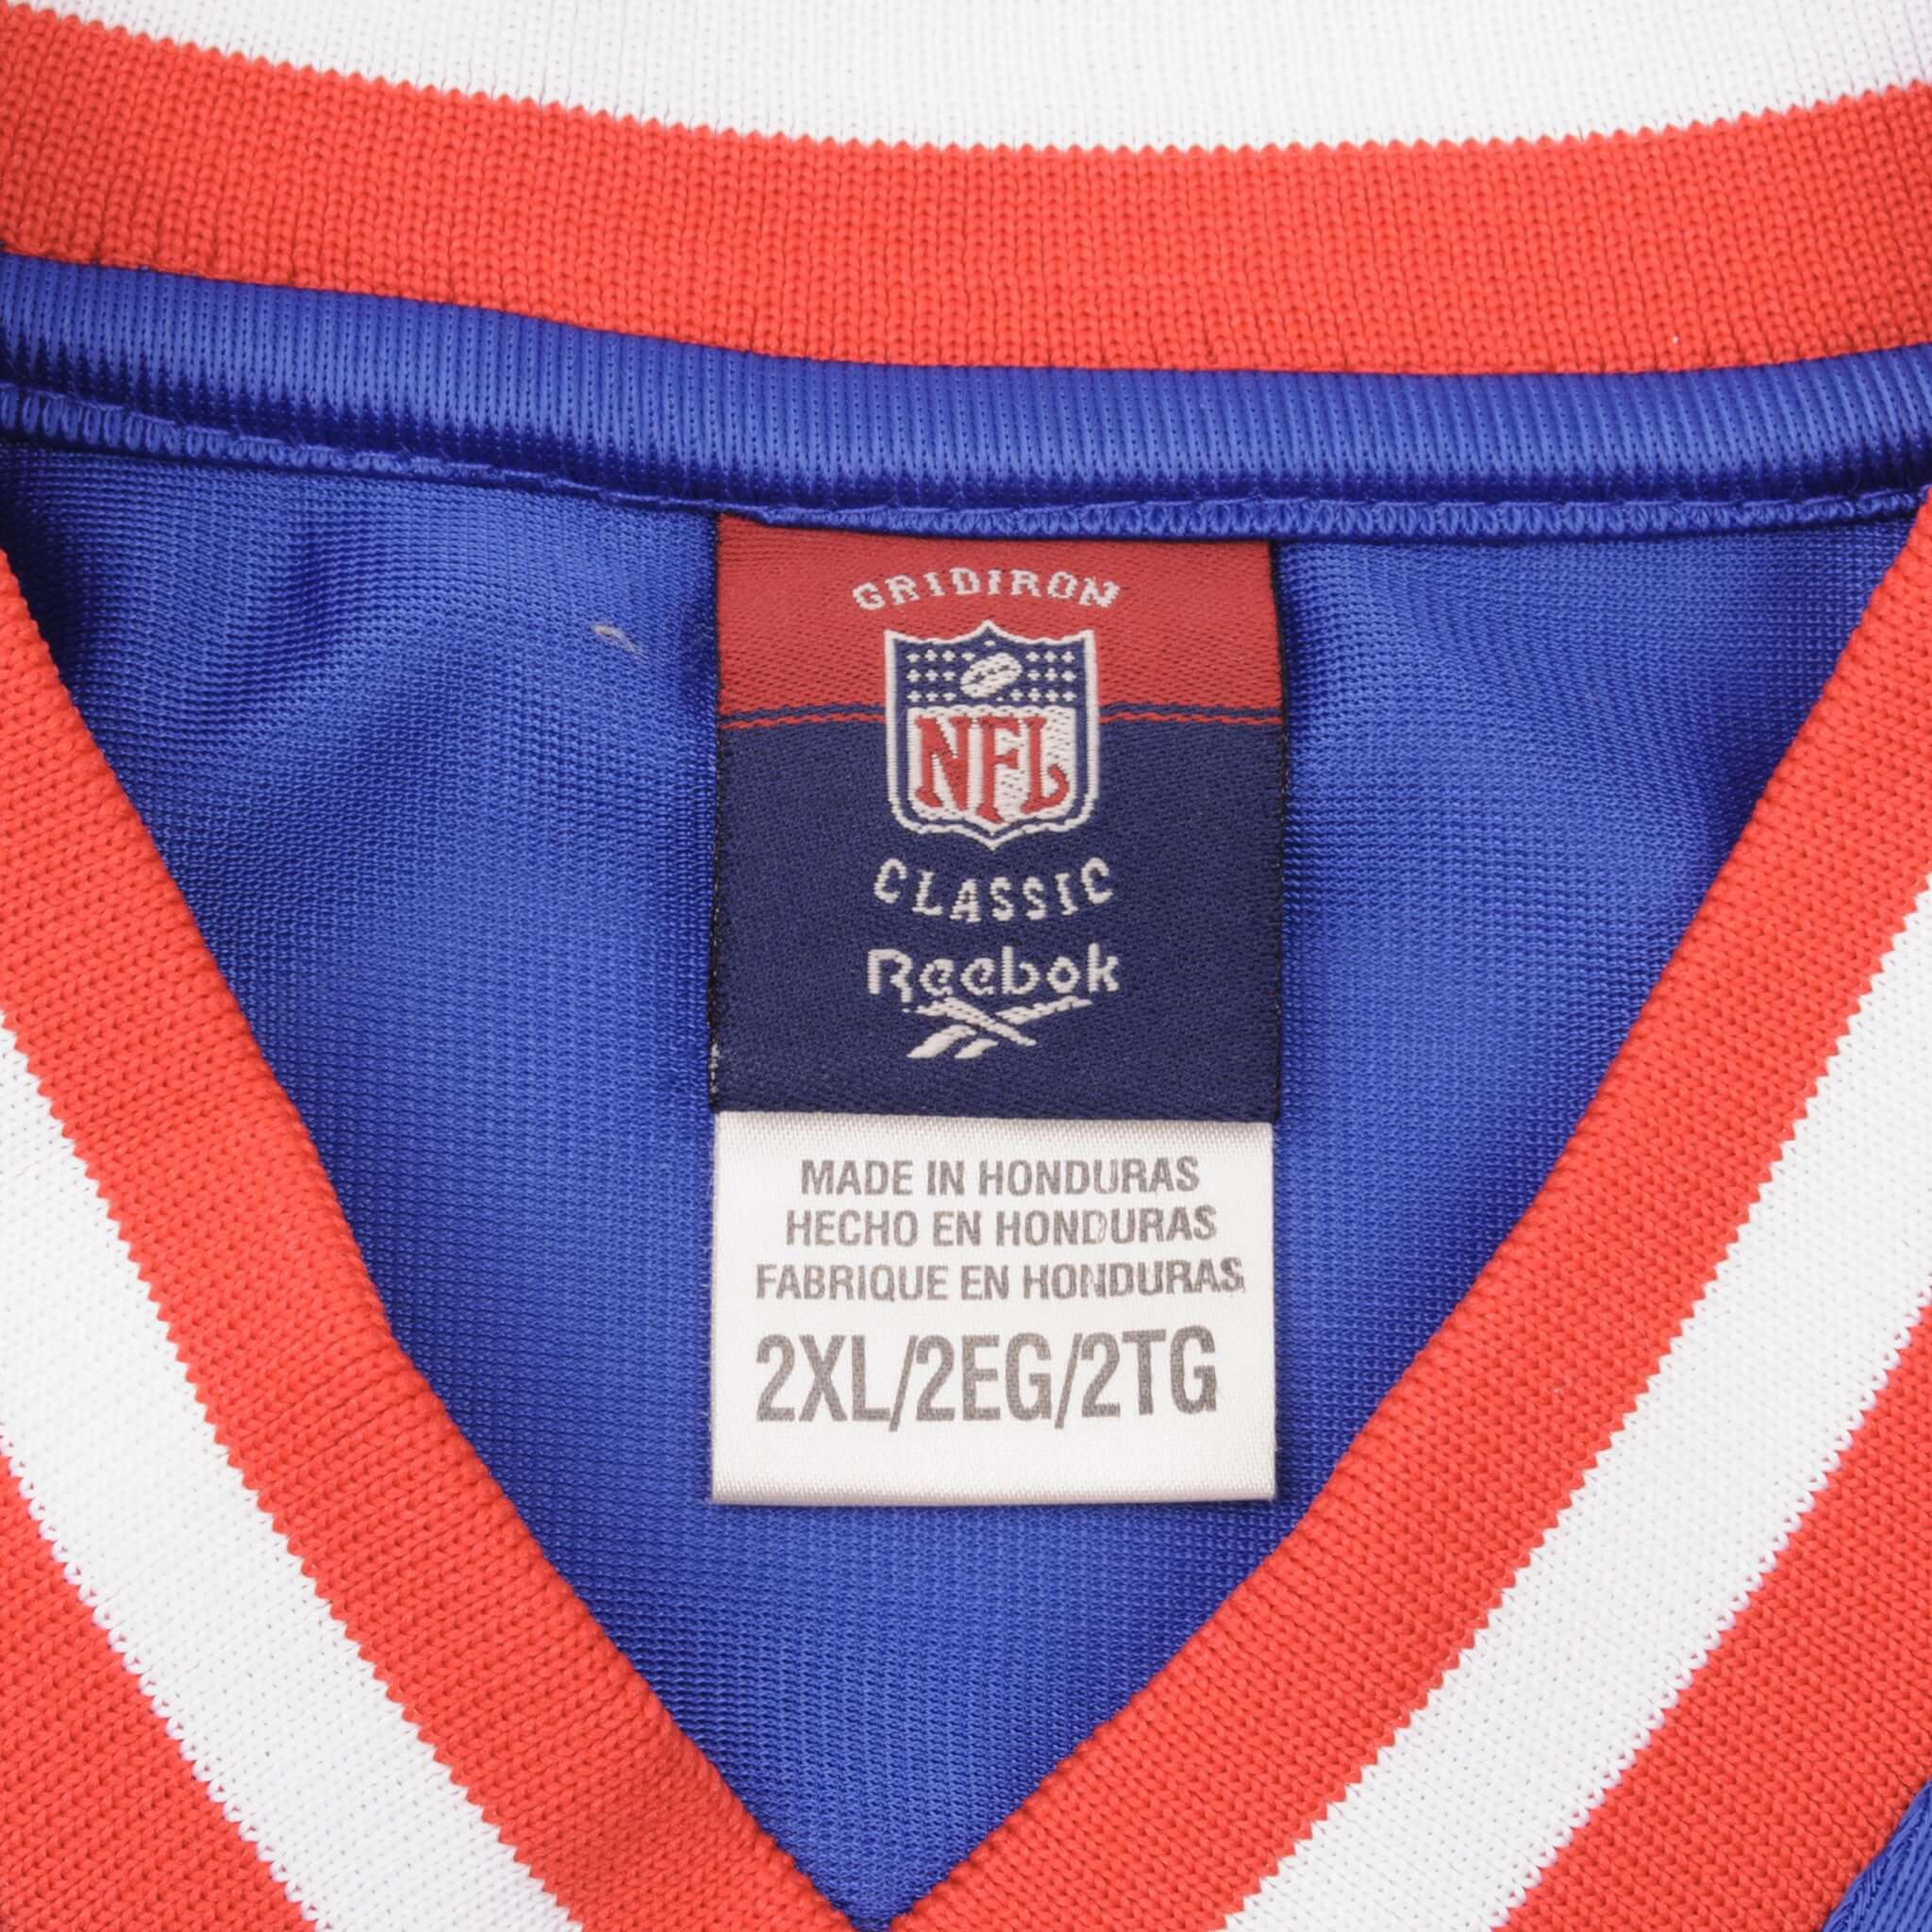 GRIDIRON
NFL
CLASSIC
Reebok
MADE IN HONDURAS
HECHO EN HONDURAS
FABRIQUE EN HONDURAS
2XL/2EG/2TG